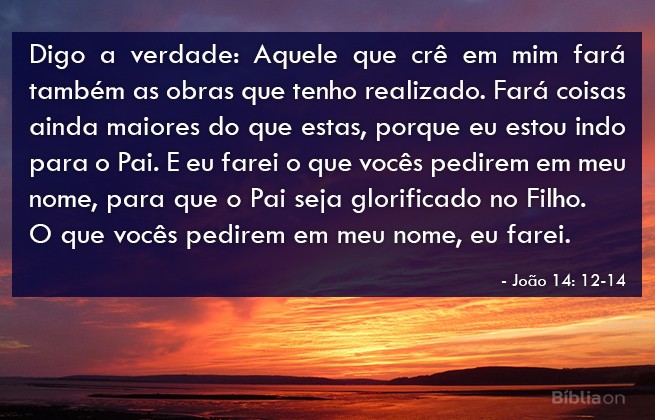 Digo a verdade: Aquele que crê em mim fará
também as obras que tenho realizado. Fará coisas
ainda maiores do que estas, porque eu estou indo
para o Pai. E eu farei o que vocês pedirem em meu
nome, para que o Pai seja glorificado no Filho.
O que vocês pedirem em meu nome, eu farei.
- João 14: 12-14
Bíbliaon